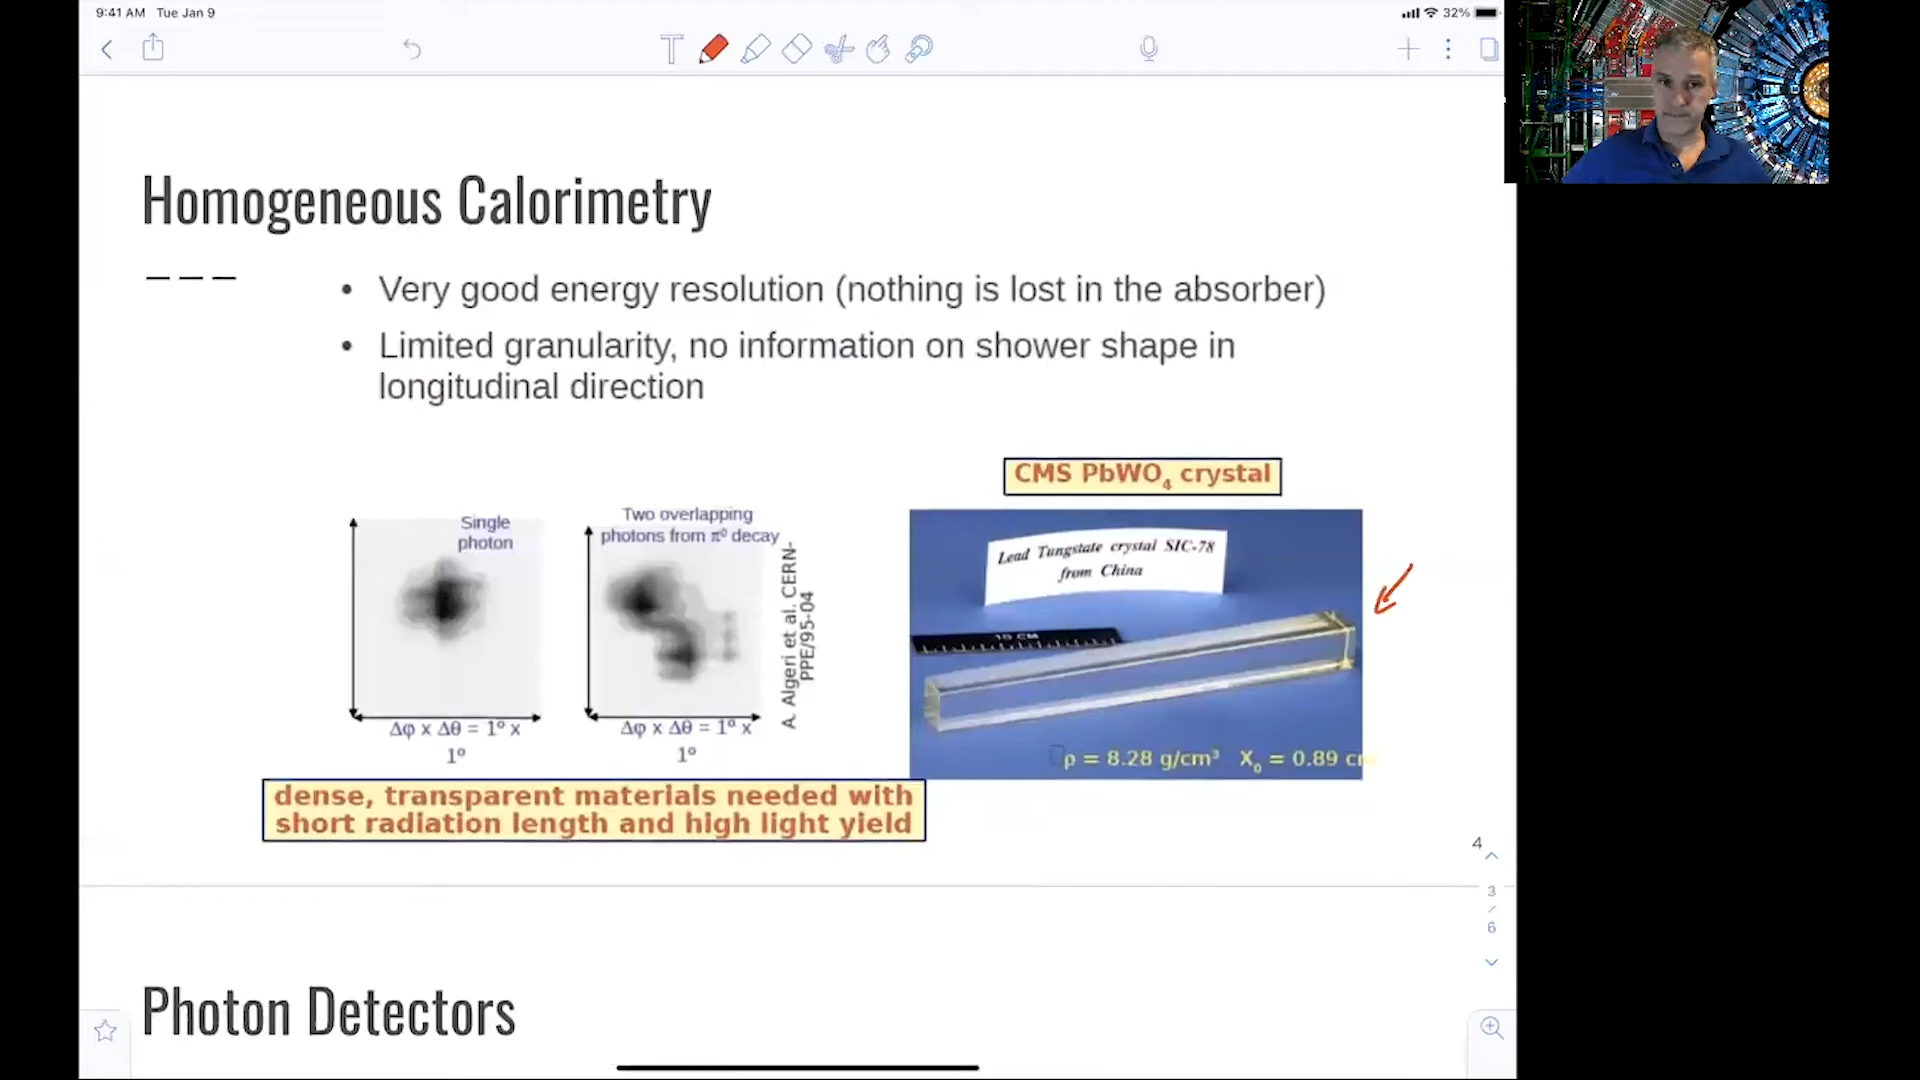 9:41 AM Tue Jan 9
32%
Homogeneous Calorimetry
• Very good energy resolution (nothing is lost in the absorber)
• Limited granularity, no information on shower shape in
longitudinal direction
CMS PbWO₄ crystal
Single
photon
Two overlapping
photons from π⁰ decay
A. Algeri et al. CERN-
PPE/95-04
Lead Tungstate crystal SIC-78
from China
10 CM
Δφ x Δθ = 1° x
1°
Δφ x Δθ = 1° x
1°
ρ = 8.28 g/cm³ X₀ = 0.89 cm
dense, transparent materials needed with
short radiation length and high light yield
4
3
/
6
Photon Detectors